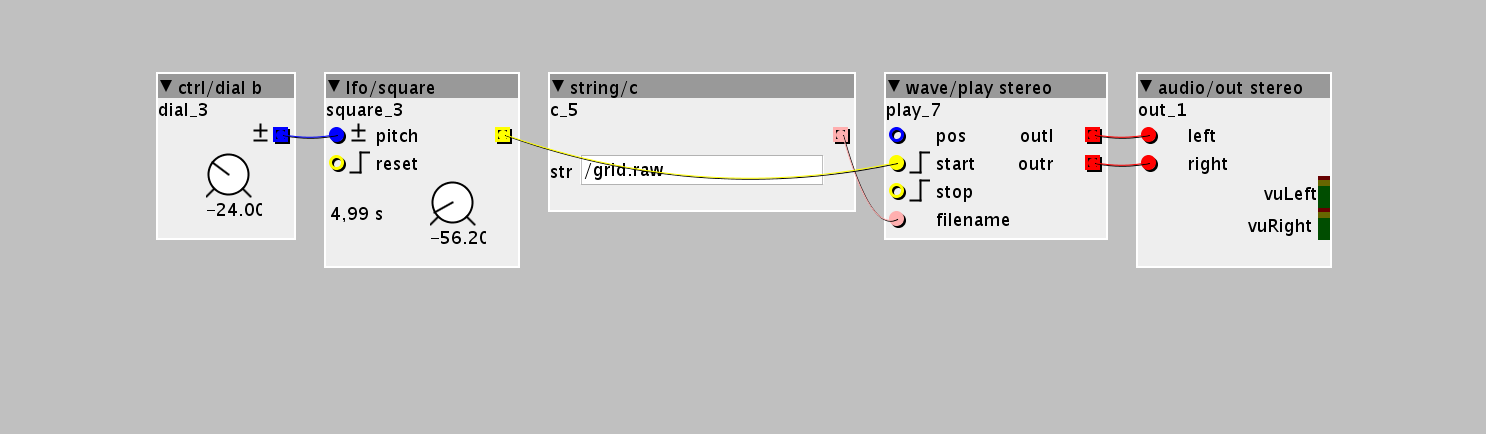 ctrl/dial b
dial_3
±
−24.00
lfo/square
square_3
± pitch
reset
4,99 s
−56.20
string/c
c_5
str /grid.raw
wave/play stereo
play_7
pos outl
start outr
stop
filename
audio/out stereo
out_1
left
right
vuLeft
vuRight